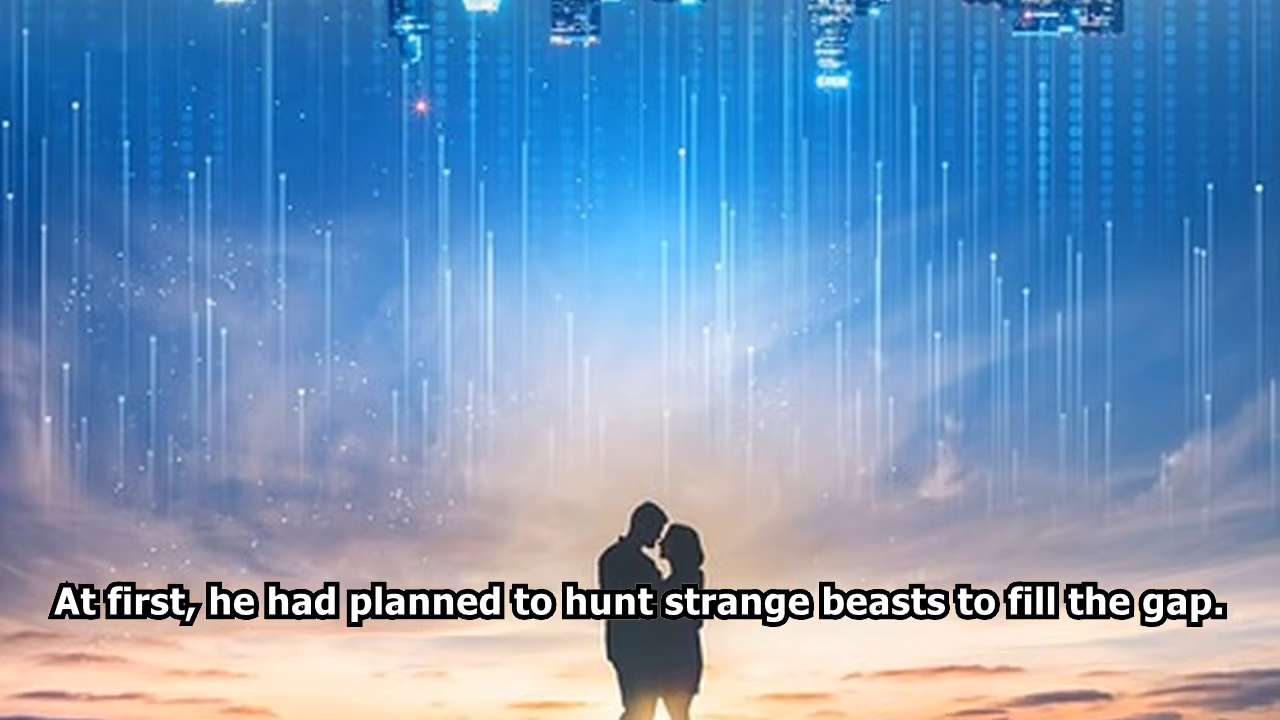 At first, he had planned to hunt strange beasts to fill the gap.